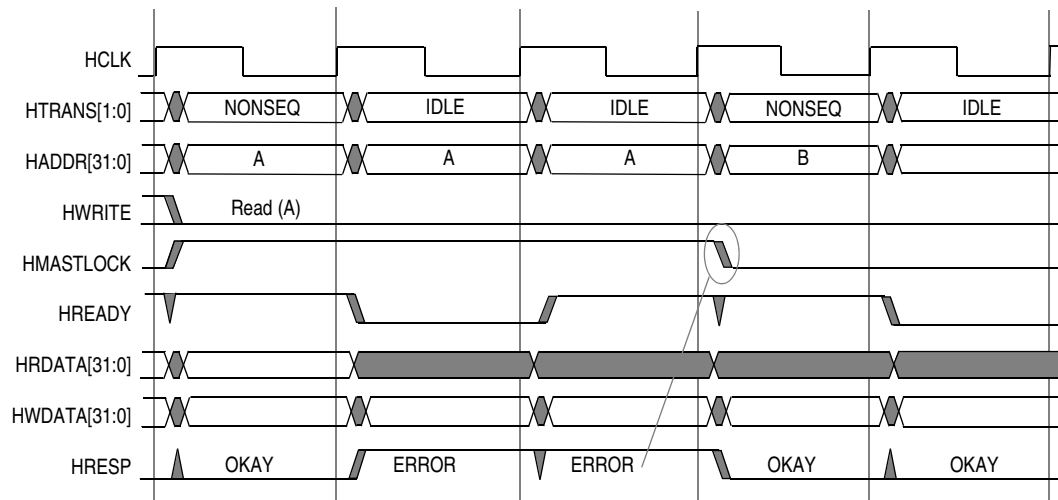 HCLK
HTRANS[1:0] NONSEQ IDLE IDLE NONSEQ IDLE
HADDR[31:0] A A A B
HWRITE Read (A)
HMASTLOCK
HREADY
HRDATA[31:0]
HWDATA[31:0]
HRESP OKAY ERROR ERROR OKAY OKAY